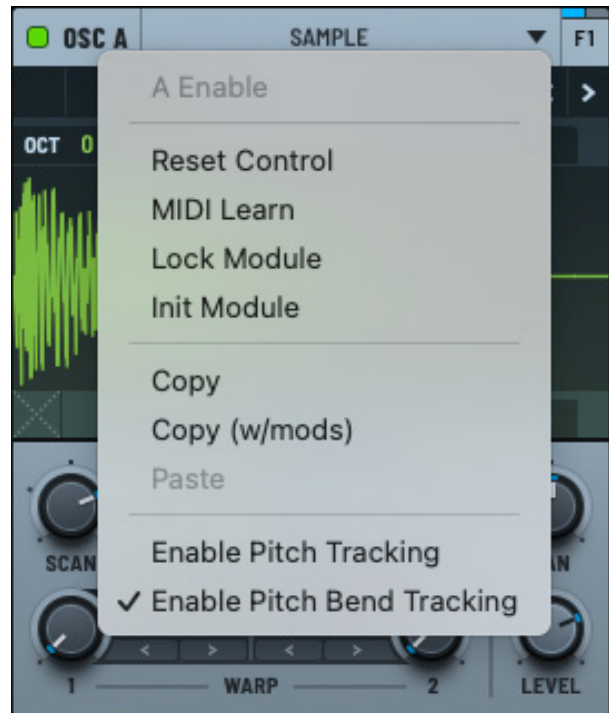 OSC A SAMPLE F1
A Enable
OCT 0
Reset Control
MIDI Learn
Lock Module
Init Module
Copy
Copy (w/mods)
Paste
Enable Pitch Tracking
SCAN
✓ Enable Pitch Bend Tracking
< > < >
1 WARP 2 LEVEL